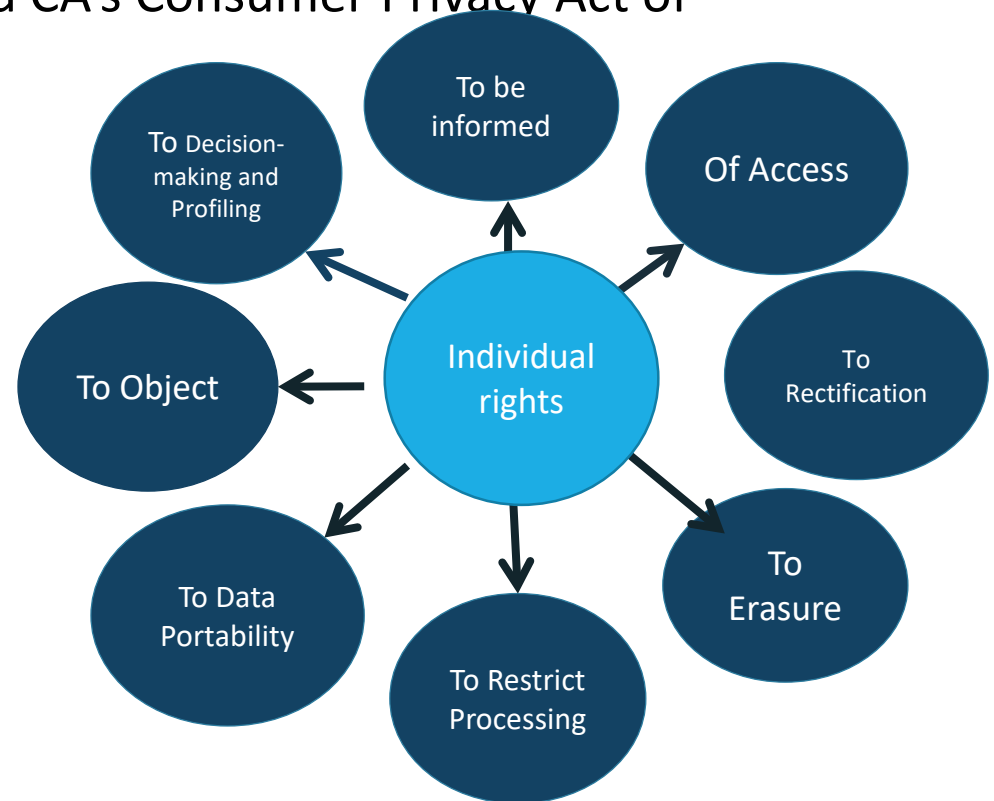 CA's Consumer Privacy Act of
To be
informed
Of Access
To
Rectification
To
Erasure
To Restrict
Processing
To Data
Portability
To Object
To Decision-
making and
Profiling
Individual
rights